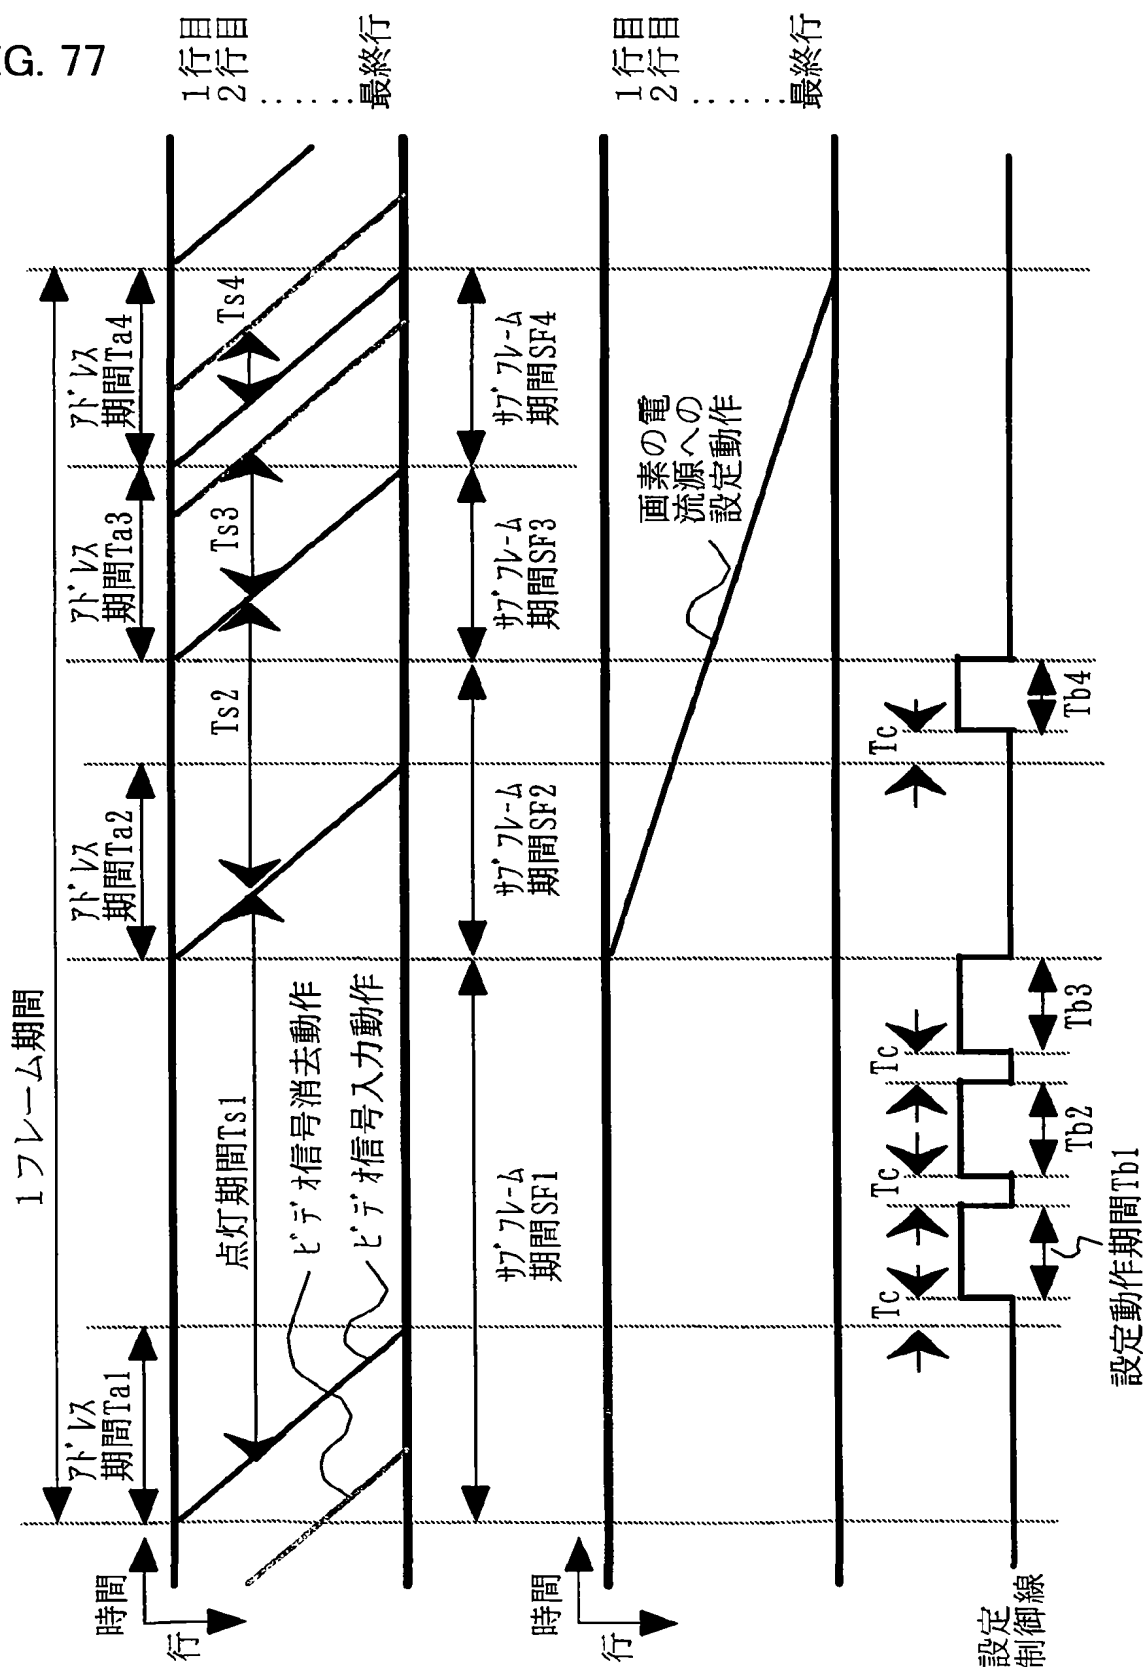 G. 77
1フレーム期間
アドレス
期間Ta1
アドレス
期間Ta2
アドレス
期間Ta3
アドレス
期間Ta4
時間
行
1行目
2行目
......
最終行
点灯期間Ts1
Ts2
Ts3
Ts4
ビデオ信号消去動作
ビデオ信号入力動作
サブフレーム
期間SF1
サブフレーム
期間SF2
サブフレーム
期間SF3
サブフレーム
期間SF4
時間
行
1行目
2行目
......
最終行
画素の電
流源への
設定動作
設定
制御線
Tc
Tc
Tc
Tc
設定動作期間Tb1
Tb2
Tb3
Tb4